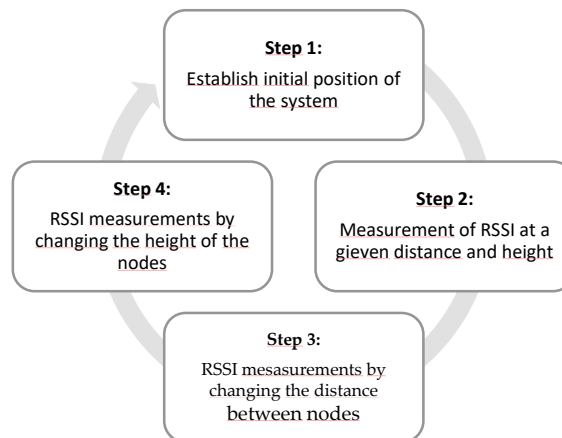 Step 1:
Establish initial position of
the system
Step 2:
Measurement of RSSI at a
gieven distance and height
Step 3:
RSSI mesasurements by
changing the distance
between nodes
Step 4:
RSSI measurements by
changing the height of the
nodes